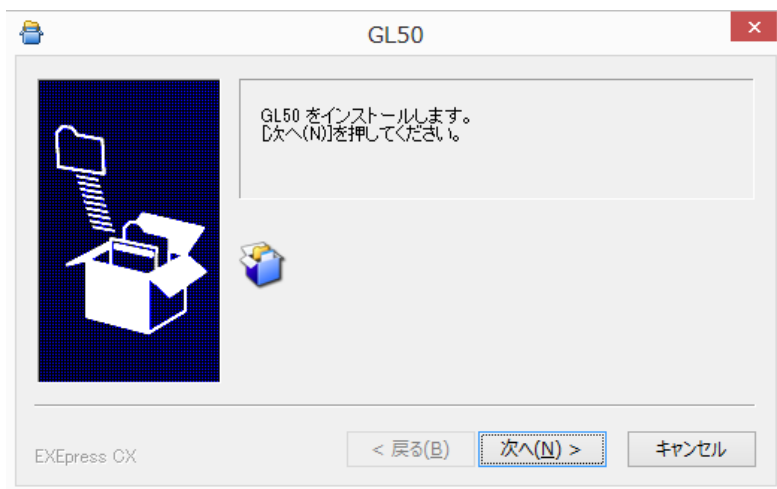 GL50
GL50 をインストールします。
[次へ(N)]を押してください。
EXEpress CX
< 戻る(B)
次へ(N) >
キャンセル